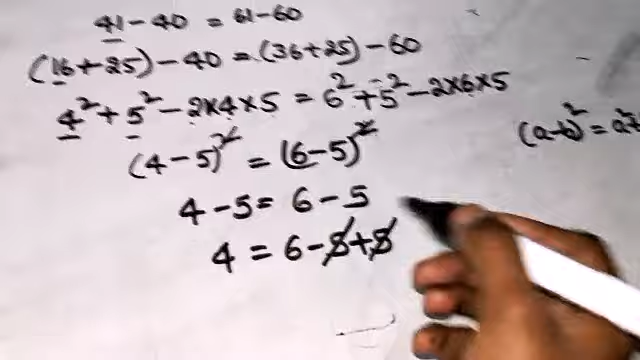 41 - 40 = 61 - 60
(16 + 25) - 40 = (36 + 25) - 60
4² + 5² - 2×4×5 = 6² + 5² - 2×6×5
(a-b)² = a²+
(4 - 5)² = (6 - 5)²
4 - 5 = 6 - 5
4 = 6 - 5 + 5